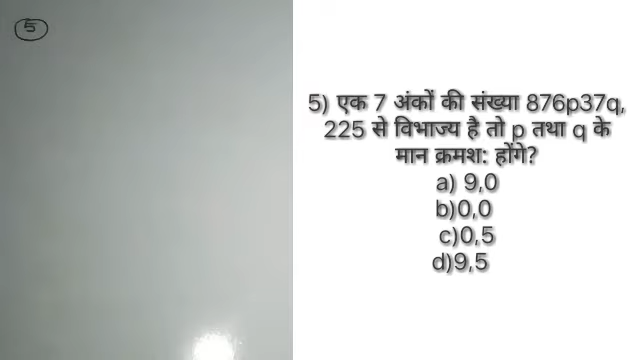 5
5) एक 7 अंकों की संख्या 876p37q,
225 से विभाज्य है तो p तथा q के
मान क्रमश: होंगे?
a) 9,0
b)0,0
c)0,5
d)9,5